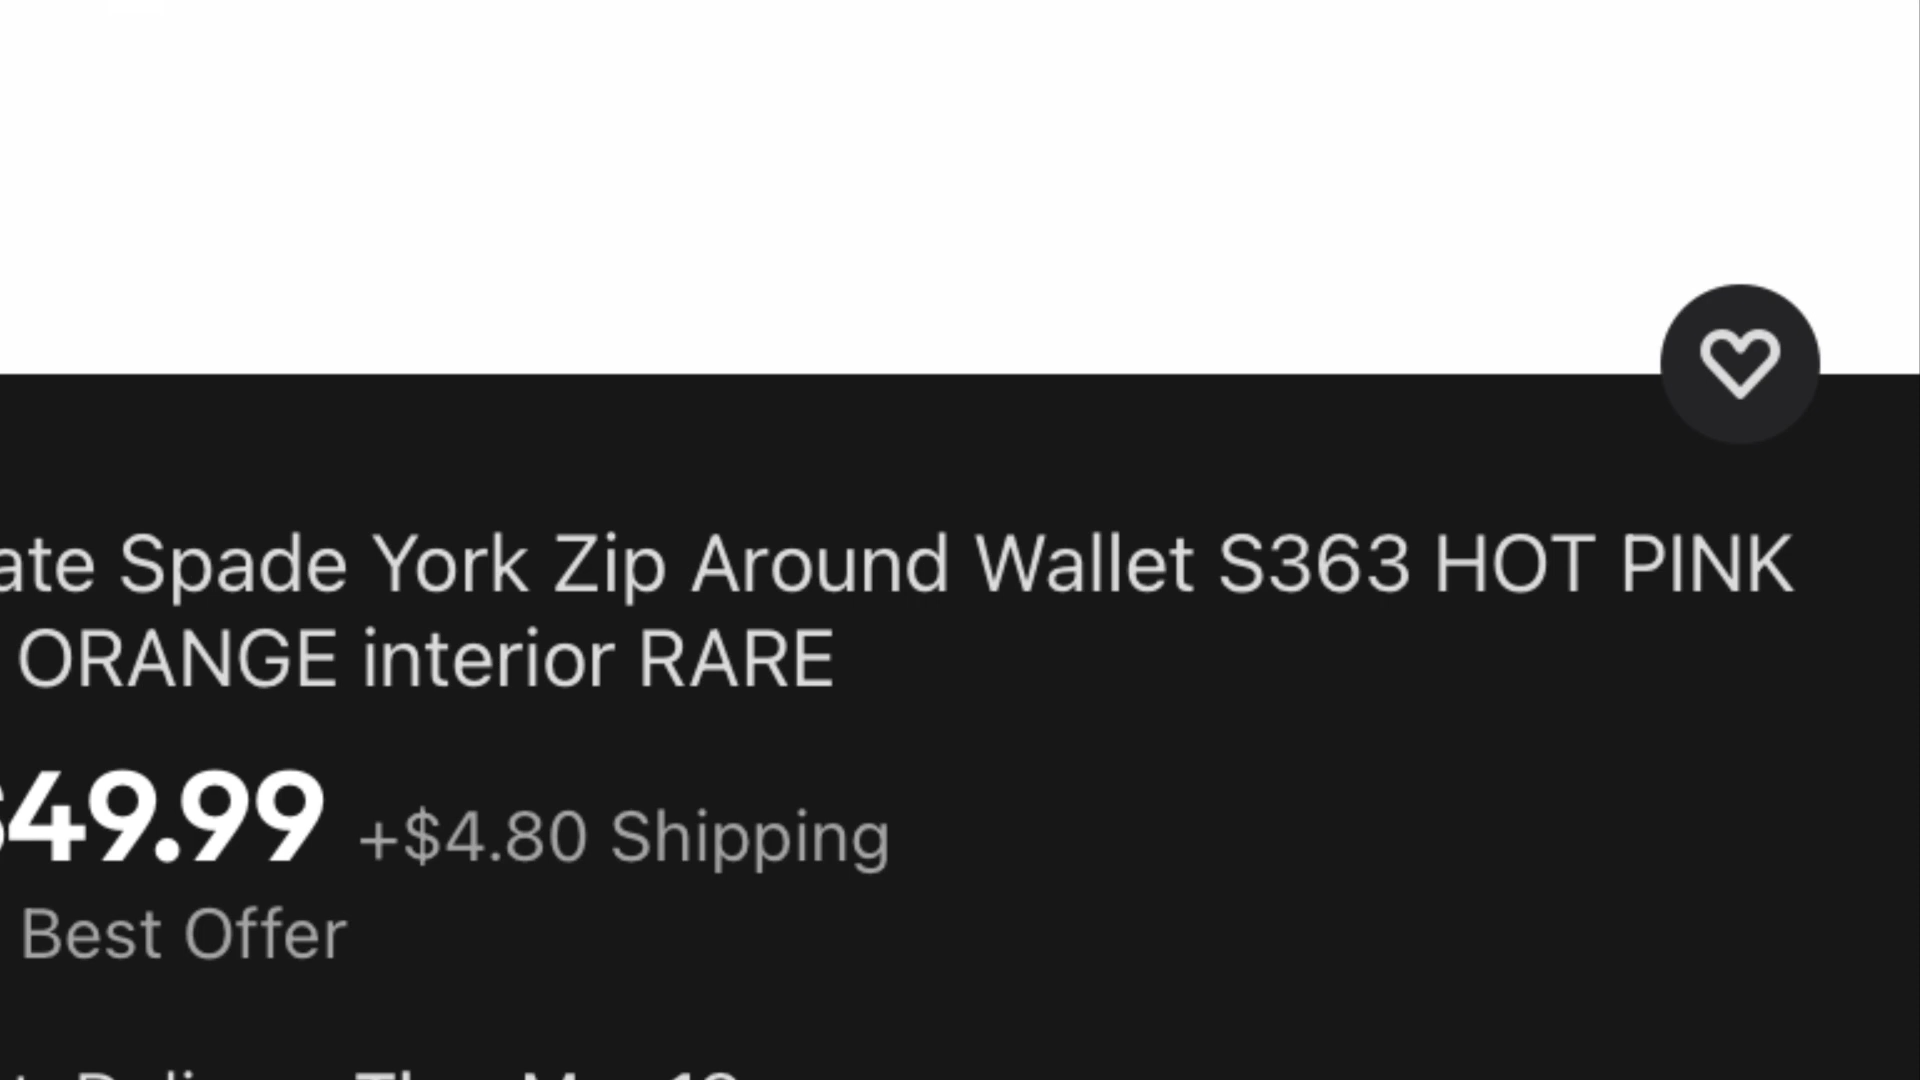 ate Spade York Zip Around Wallet S363 HOT PINK
ORANGE interior RARE
$49.99 +$4.80 Shipping
Best Offer